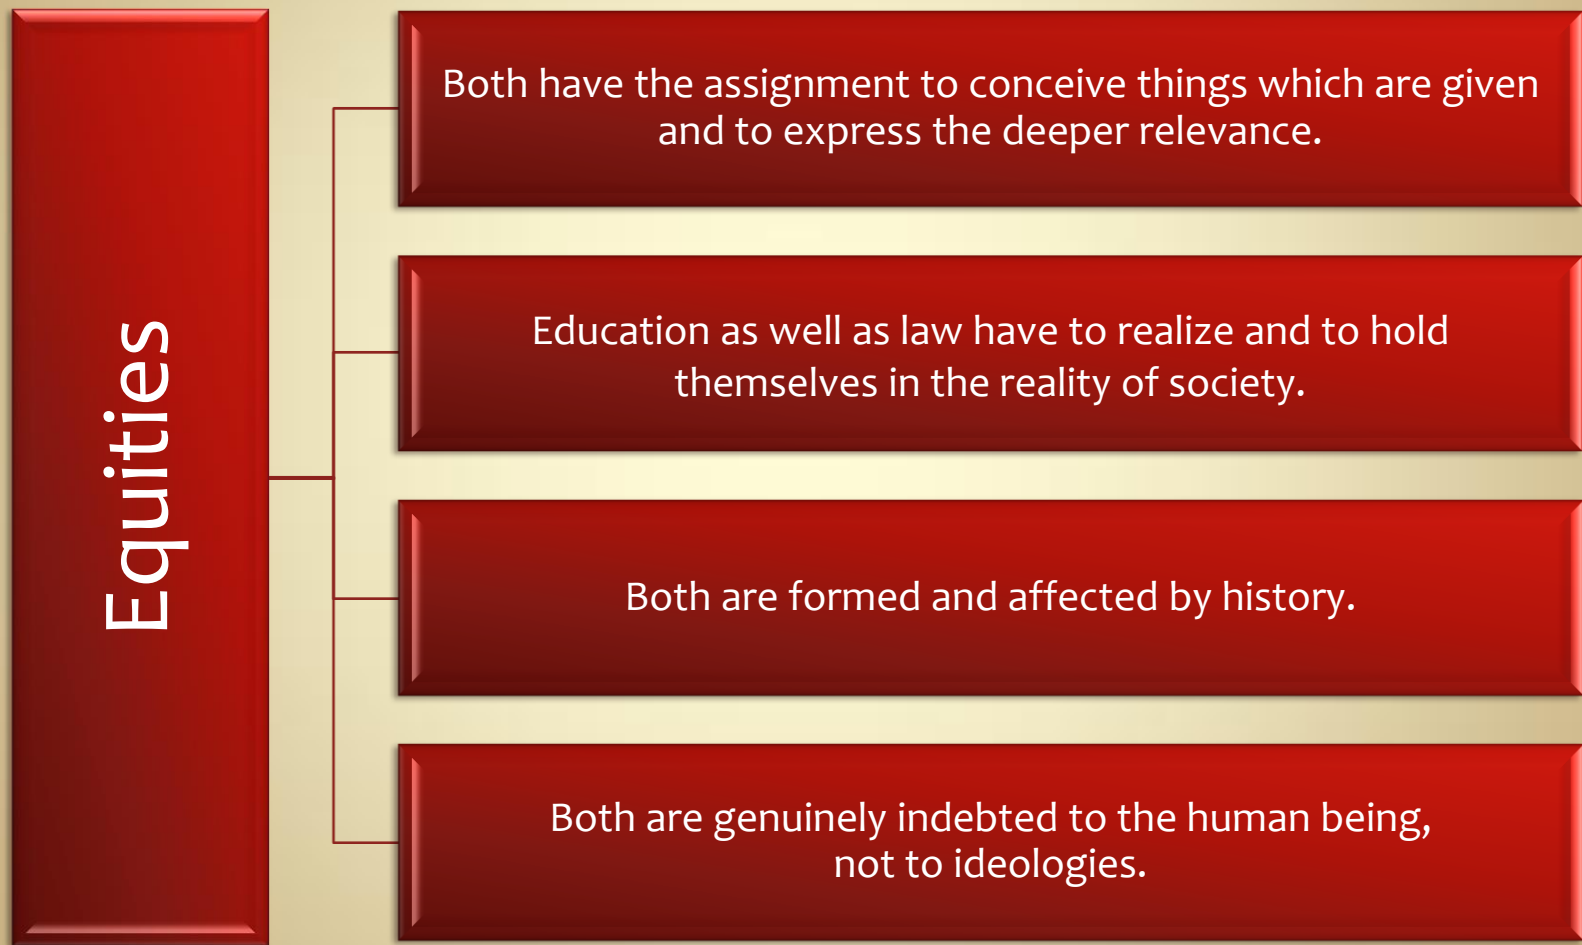 Equities
Both have the assignment to conceive things which are given
and to express the deeper relevance.
Education as well as law have to realize and to hold
themselves in the reality of society.
Both are formed and affected by history.
Both are genuinely indebted to the human being,
not to ideologies.